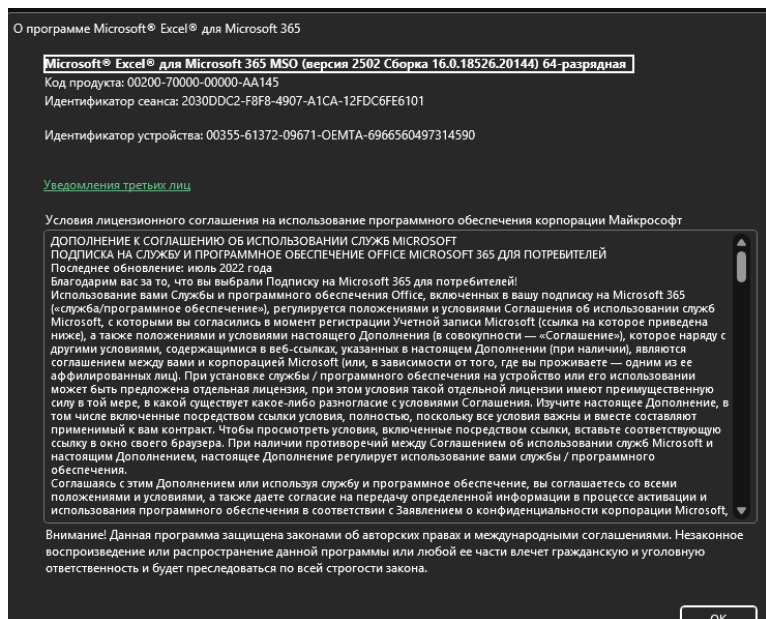 О программе Microsoft® Excel® для Microsoft 365
Microsoft® Excel® для Microsoft 365 MSO (версия 2502 Сборка 16.0.18526.20144) 64-разрядная
Код продукта: 00200-70000-00000-AA145
Идентификатор сеанса: 2030DDC2-F8F8-4907-A1CA-12FDC6FE6101
Идентификатор устройства: 00355-61372-09671-OEMTA-6966560497314590
Уведомления третьих лиц
Условия лицензионного соглашения на использование программного обеспечения корпорации Майкрософт
ДОПОЛНЕНИЕ К СОГЛАШЕНИЮ ОБ ИСПОЛЬЗОВАНИИ СЛУЖБ MICROSOFT
ПОДПИСКА НА СЛУЖБУ И ПРОГРАММНОЕ ОБЕСПЕЧЕНИЕ OFFICE MICROSOFT 365 ДЛЯ ПОТРЕБИТЕЛЕЙ
Последнее обновление: июль 2022 года
Благодарим вас за то, что вы выбрали Подписку на Microsoft 365 для потребителей!
Использование вами Службы и программного обеспечения Office, включенных в вашу подписку на Microsoft 365
(«служба/программное обеспечение»), регулируется положениями и условиями Соглашения об использовании служб
Microsoft, с которыми вы согласились в момент регистрации Учетной записи Microsoft (ссылка на которое приведена
ниже), а также положениями и условиями настоящего Дополнения (в совокупности — «Соглашение»), которое наряду с
другими условиями, содержащимися в веб-ссылках, указанных в настоящем Дополнении (при наличии), являются
соглашением между вами и корпорацией Microsoft (или, в зависимости от того, где вы проживаете — одним из ее
аффилированных лиц). При установке службы / программного обеспечения на устройство или его использовании
может быть предложена отдельная лицензия, при этом условия такой отдельной лицензии имеют преимущественную
силу в той мере, в какой существует какое-либо разногласие с условиями Соглашения. Изучите настоящее Дополнение, в
том числе включенные посредством ссылки условия, полностью, поскольку все условия важны и вместе составляют
применимый к вам контракт. Чтобы просмотреть условия, включенные посредством ссылки, вставьте соответствующую
ссылку в окно своего браузера. При наличии противоречий между Соглашением об использовании служб Microsoft и
настоящим Дополнением, настоящее Дополнение регулирует использование вами службы / программного
обеспечения.
Соглашаясь с этим Дополнением или используя службу и программное обеспечение, вы соглашаетесь со всеми
положениями и условиями, а также даете согласие на передачу определенной информации в процессе активации и
использования программного обеспечения в соответствии с Заявлением о конфиденциальности корпорации Microsoft,
Внимание! Данная программа защищена законами об авторских правах и международными соглашениями. Незаконное
воспроизведение или распространение данной программы или любой ее части влечет гражданскую и уголовную
ответственность и будет преследоваться по всей строгости закона.
ОК